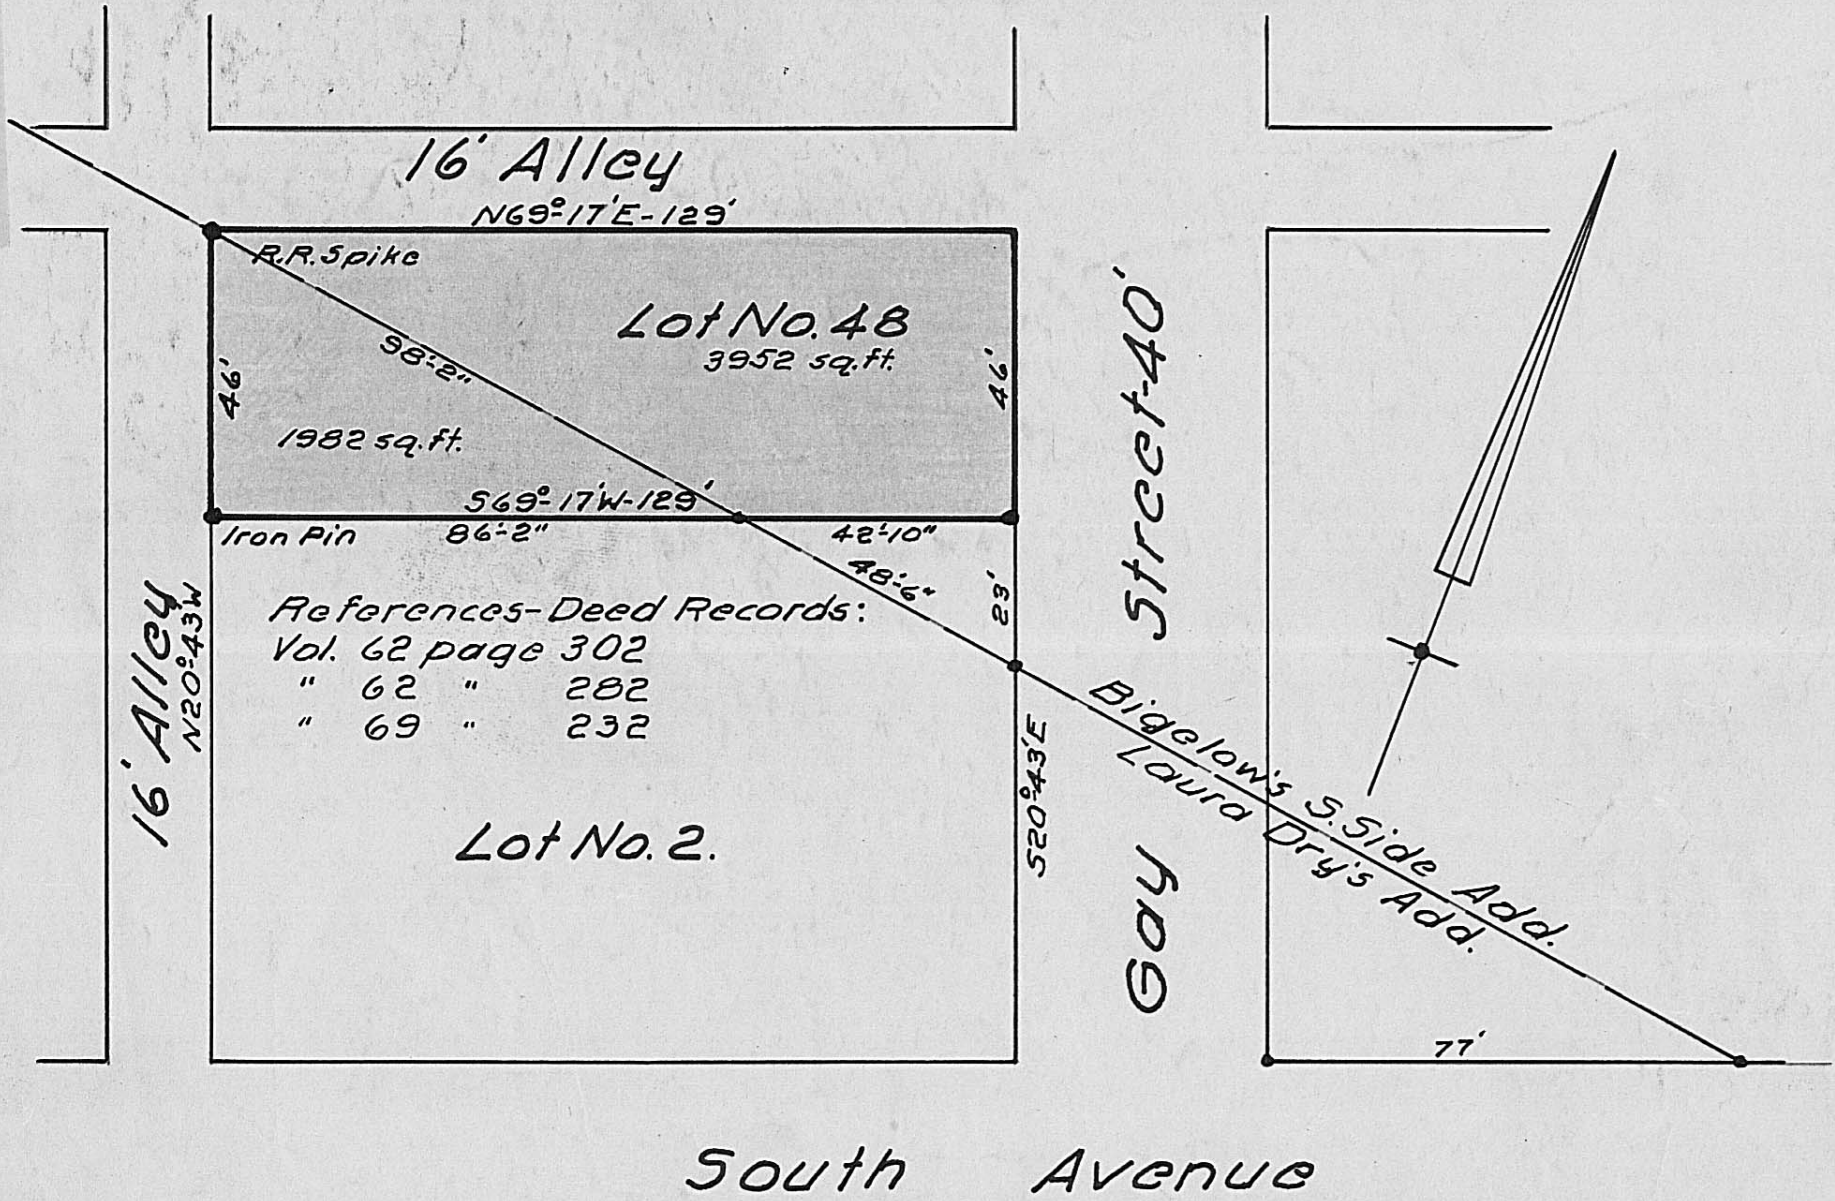 16' Alley
N69°-17'E-129'
R.R. Spike
Lot No. 48
3952 sq.ft.
98'-2"
46'
46'
1982 sq.ft.
S69°-17'W-129'
Iron Pin
86'-2"
42'-10"
48'-6"
23'
References-Deed Records:
Vol. 62 page 302
" 62 " 282
" 69 " 232
16' Alley
N20°-43'W
Lot No. 2.
S20°-43'E
Gay Street-40'
Bigelow's S. Side Add.
Laura Dry's Add.
77'
South Avenue